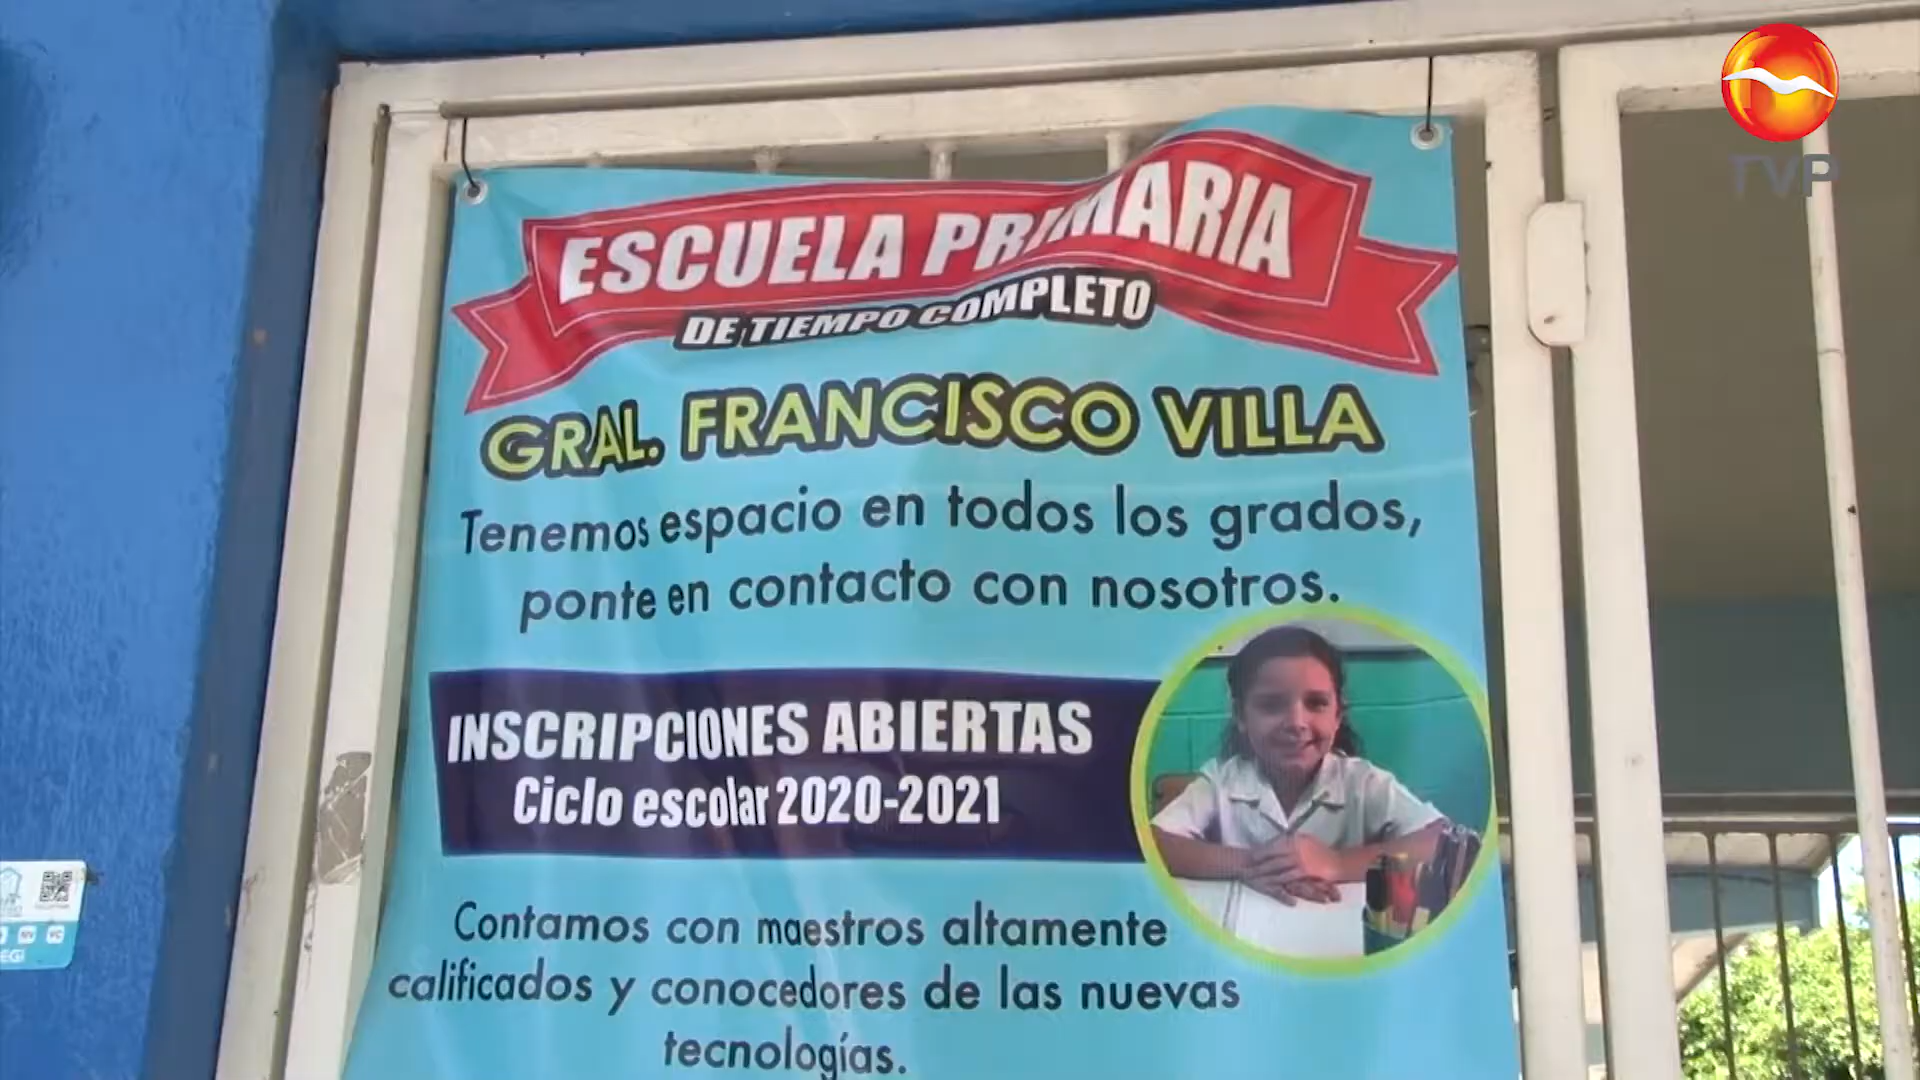 TVP
ESCUELA PRIMARIA
DE TIEMPO COMPLETO
GRAL. FRANCISCO VILLA
Tenemos espacio en todos los grados,
ponte en contacto con nosotros.
INSCRIPCIONES ABIERTAS
Ciclo escolar 2020-2021
Contamos con maestros altamente
calificados y conocedores de las nuevas
tecnologías.